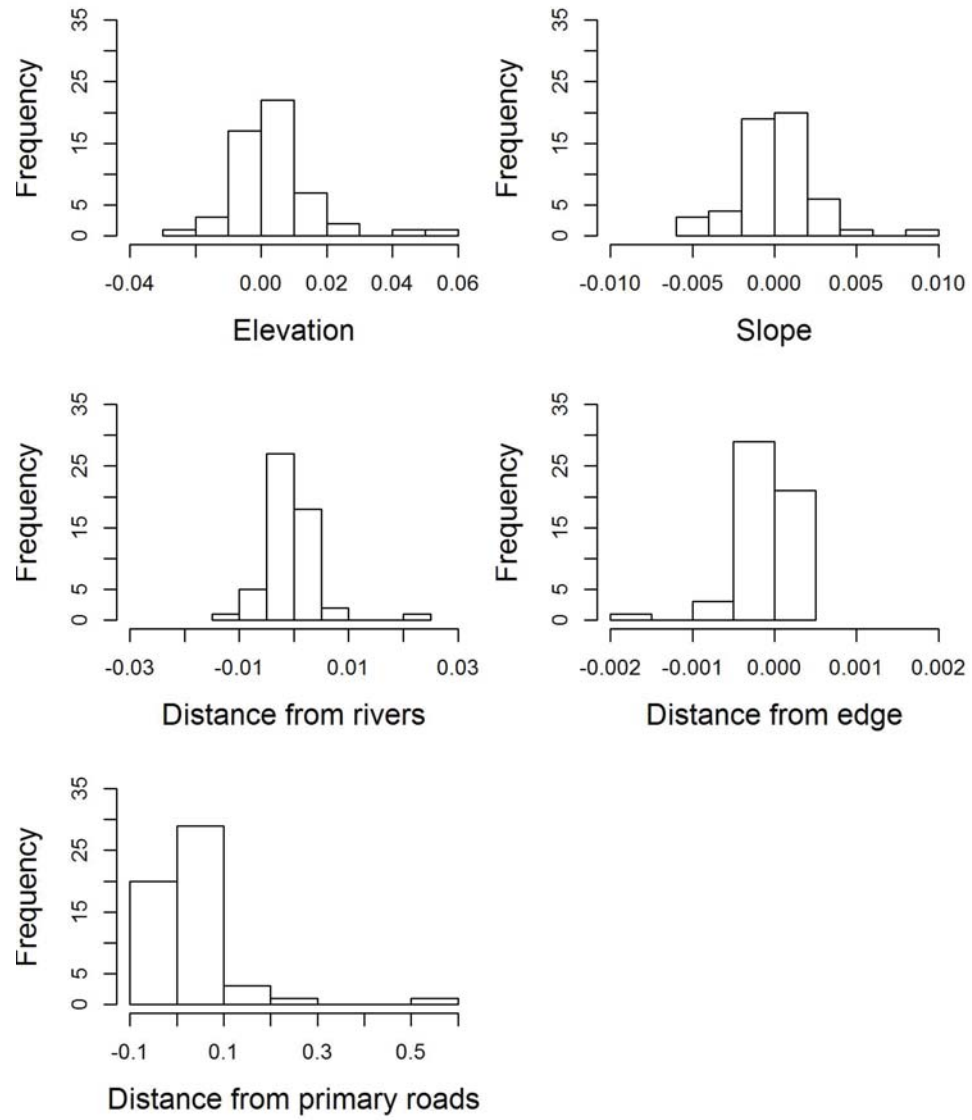 Frequency
35
25
15
5
0
-0.04 0.00 0.02 0.04 0.06
Elevation
Frequency
35
25
15
5
0
-0.010 -0.005 0.000 0.005 0.010
Slope
Frequency
35
25
15
5
0
-0.03 -0.01 0.01 0.03
Distance from rivers
Frequency
35
25
15
5
0
-0.002 -0.001 0.000 0.001 0.002
Distance from edge
Frequency
35
25
15
5
0
-0.1 0.1 0.3 0.5
Distance from primary roads